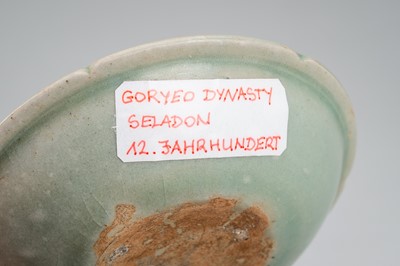 GORYEO DYNASTY
SELADON
12. JAHRHUNDERT